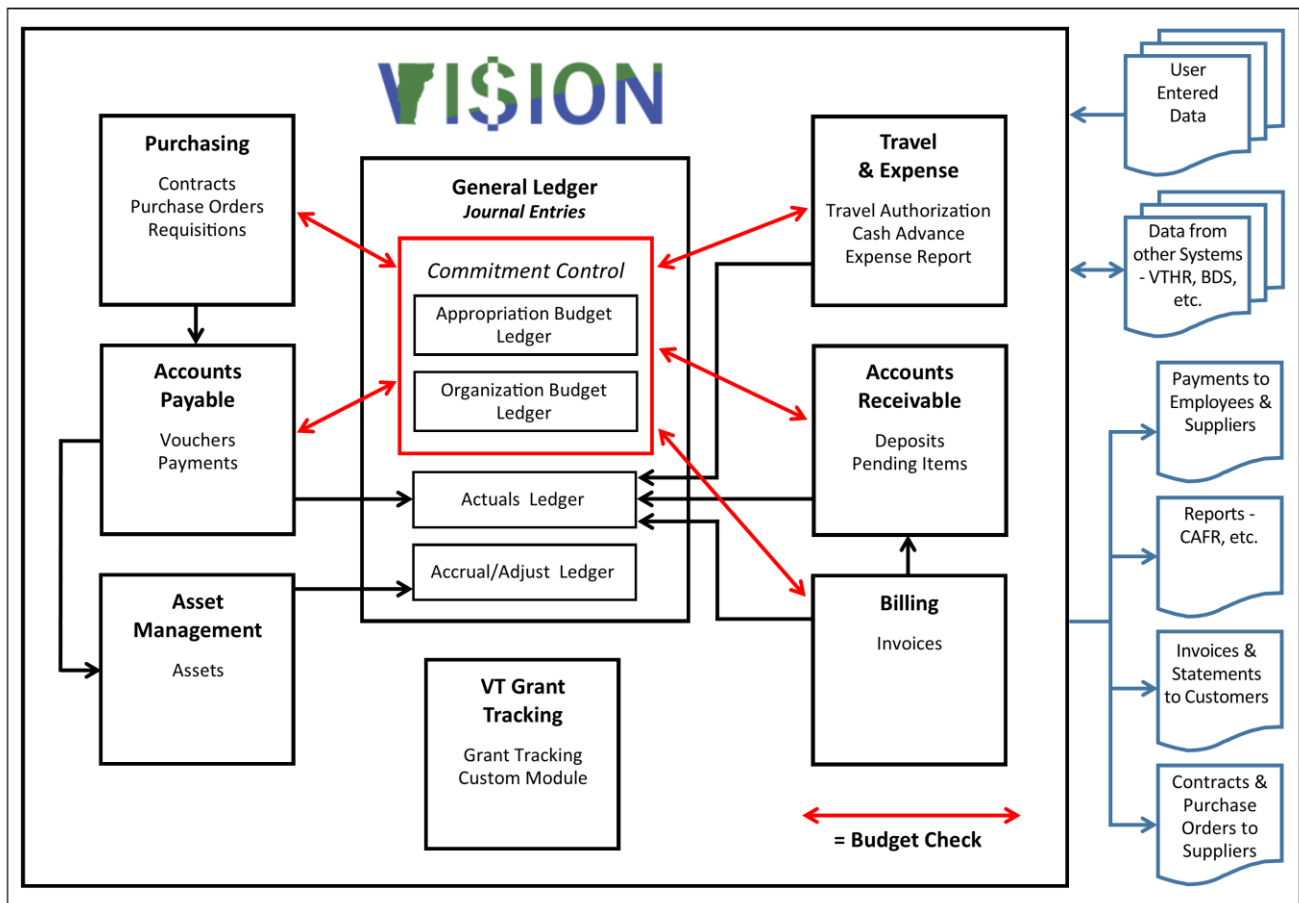 VI$ION
Purchasing
Contracts
Purchase Orders
Requisitions
Accounts
Payable
Vouchers
Payments
Asset
Management
Assets
General Ledger
Journal Entries
Commitment Control
Appropriation Budget
Ledger
Organization Budget
Ledger
Actuals Ledger
Accrual/Adjust Ledger
VT Grant
Tracking
Grant Tracking
Custom Module
Travel
& Expense
Travel Authorization
Cash Advance
Expense Report
Accounts
Receivable
Deposits
Pending Items
Billing
Invoices
= Budget Check
User
Entered
Data
Data from
other Systems
- VTHR, BDS,
etc.
Payments to
Employees &
Suppliers
Reports -
CAFR, etc.
Invoices &
Statements
to Customers
Contracts &
Purchase
Orders to
Suppliers